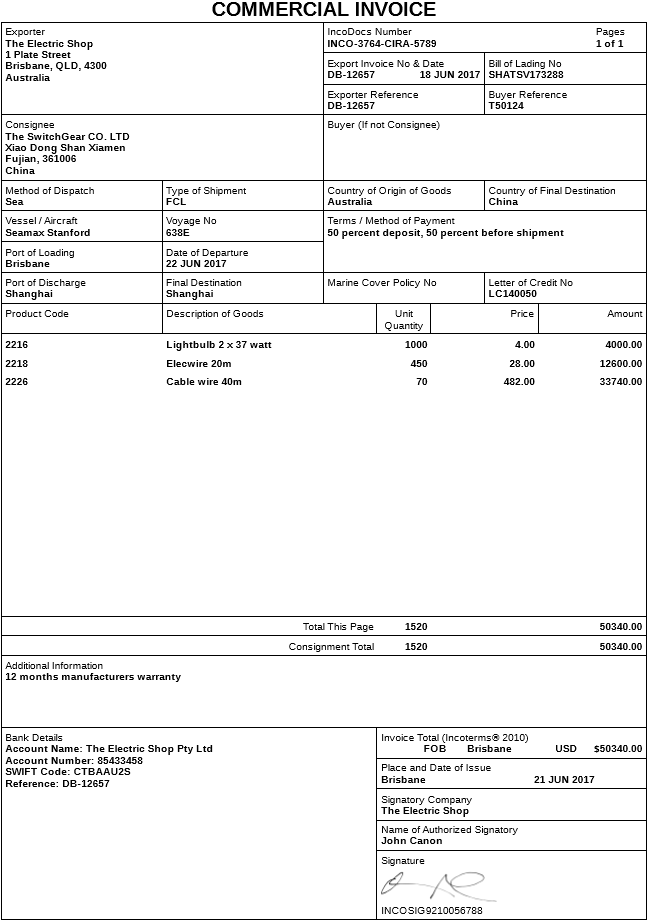 COMMERCIAL INVOICE
Exporter
The Electric Shop
1 Plate Street
Brisbane, QLD, 4300
Australia
IncoDocs Number Pages
INCO-3764-CIRA-5789 1 of 1
Export Invoice No & Date
DB-12657 18 JUN 2017
Bill of Lading No
SHATSV173288
Exporter Reference
DB-12657
Buyer Reference
T50124
Consignee
The SwitchGear CO. LTD
Xiao Dong Shan Xiamen
Fujian, 361006
China
Buyer (If not Consignee)
Method of Dispatch
Sea
Type of Shipment
FCL
Country of Origin of Goods
Australia
Country of Final Destination
China
Vessel / Aircraft
Seamax Stanford
Voyage No
638E
Terms / Method of Payment
50 percent deposit, 50 percent before shipment
Port of Loading
Brisbane
Date of Departure
22 JUN 2017
Port of Discharge
Shanghai
Final Destination
Shanghai
Marine Cover Policy No
Letter of Credit No
LC140050
Product Code Description of Goods Unit Quantity Price Amount
2216 Lightbulb 2 x 37 watt 1000 4.00 4000.00
2218 Elecwire 20m 450 28.00 12600.00
2226 Cable wire 40m 70 482.00 33740.00
Total This Page 1520 50340.00
Consignment Total 1520 50340.00
Additional Information
12 months manufacturers warranty
Bank Details
Account Name: The Electric Shop Pty Ltd
Account Number: 85433458
SWIFT Code: CTBAAU2S
Reference: DB-12657
Invoice Total (Incoterms® 2010)
FOB Brisbane USD $50340.00
Place and Date of Issue
Brisbane 21 JUN 2017
Signatory Company
The Electric Shop
Name of Authorized Signatory
John Canon
Signature
INCOSIG9210056788